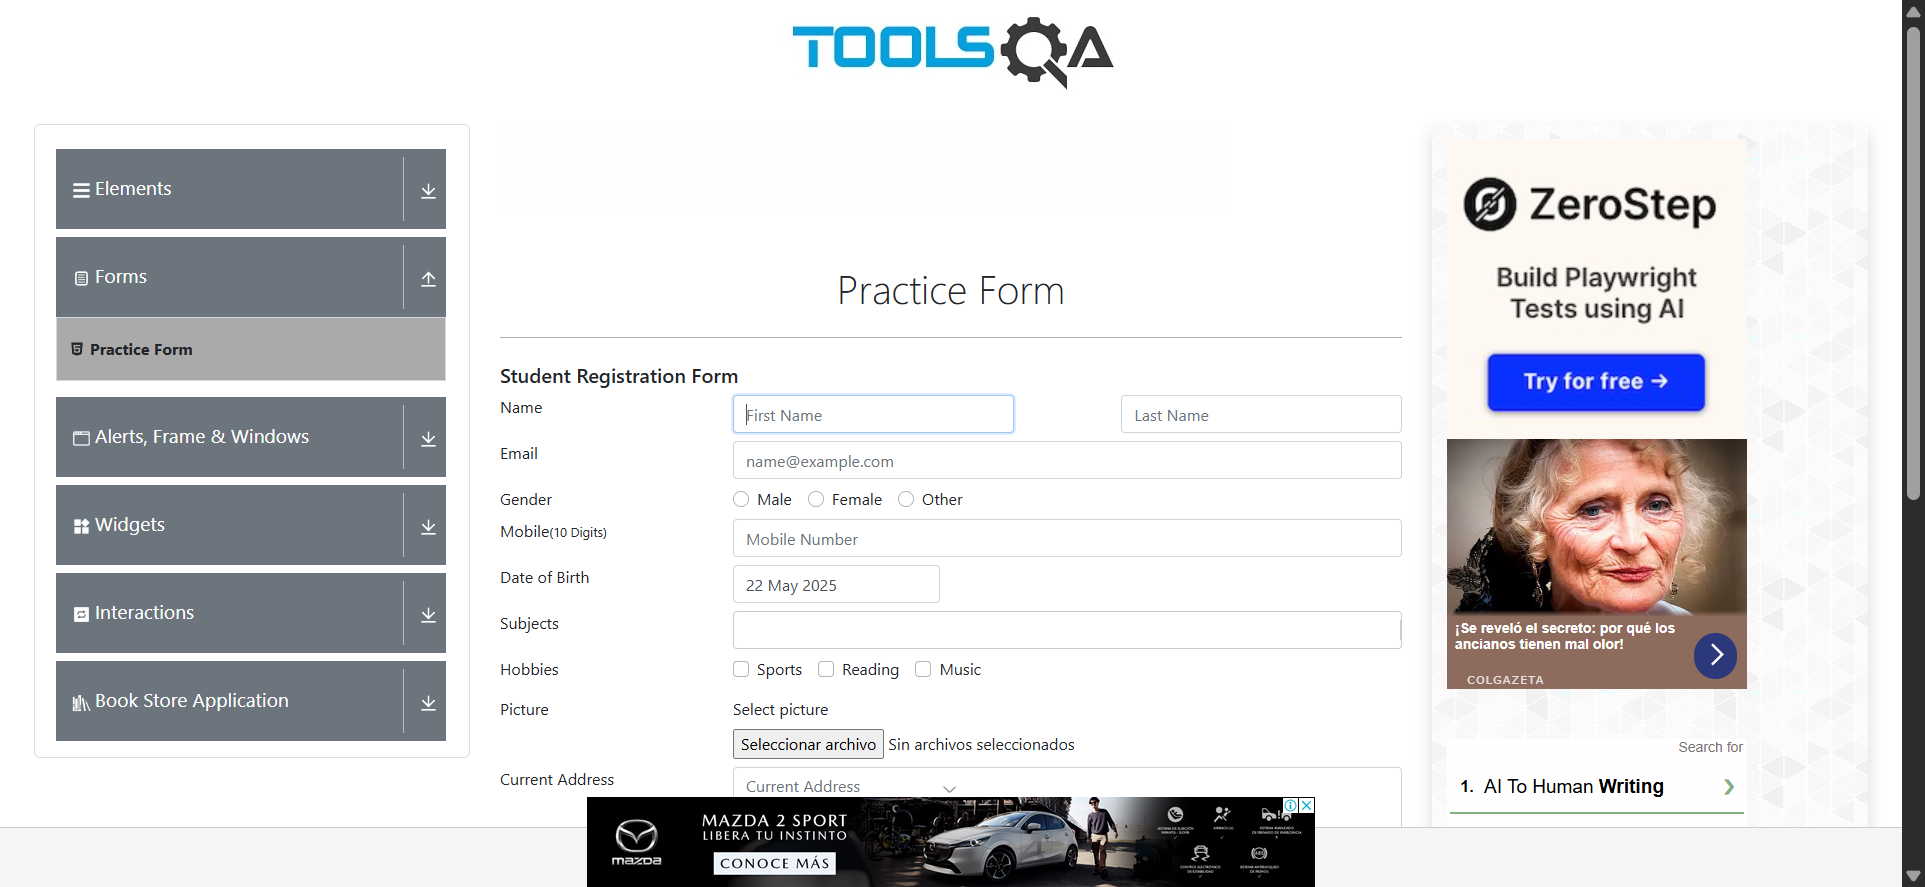 TOOLSQA
Elements
Forms
Practice Form
Alerts, Frame & Windows
Widgets
Interactions
Book Store Application
Practice Form
Student Registration Form
Name
First Name
Last Name
Email
name@example.com
Gender
Male
Female
Other
Mobile(10 Digits)
Mobile Number
Date of Birth
22 May 2025
Subjects
Hobbies
Sports
Reading
Music
Picture
Select picture
Seleccionar archivo
Sin archivos seleccionados
Current Address
Current Address
ZeroStep
Build Playwright
Tests using AI
Try for free →
¡Se reveló el secreto: por qué los
ancianos tienen mal olor!
COLGAZETA
Search for
1. AI To Human Writing
mazda
MAZDA 2 SPORT
LIBERA TU INSTINTO
CONOCE MÁS